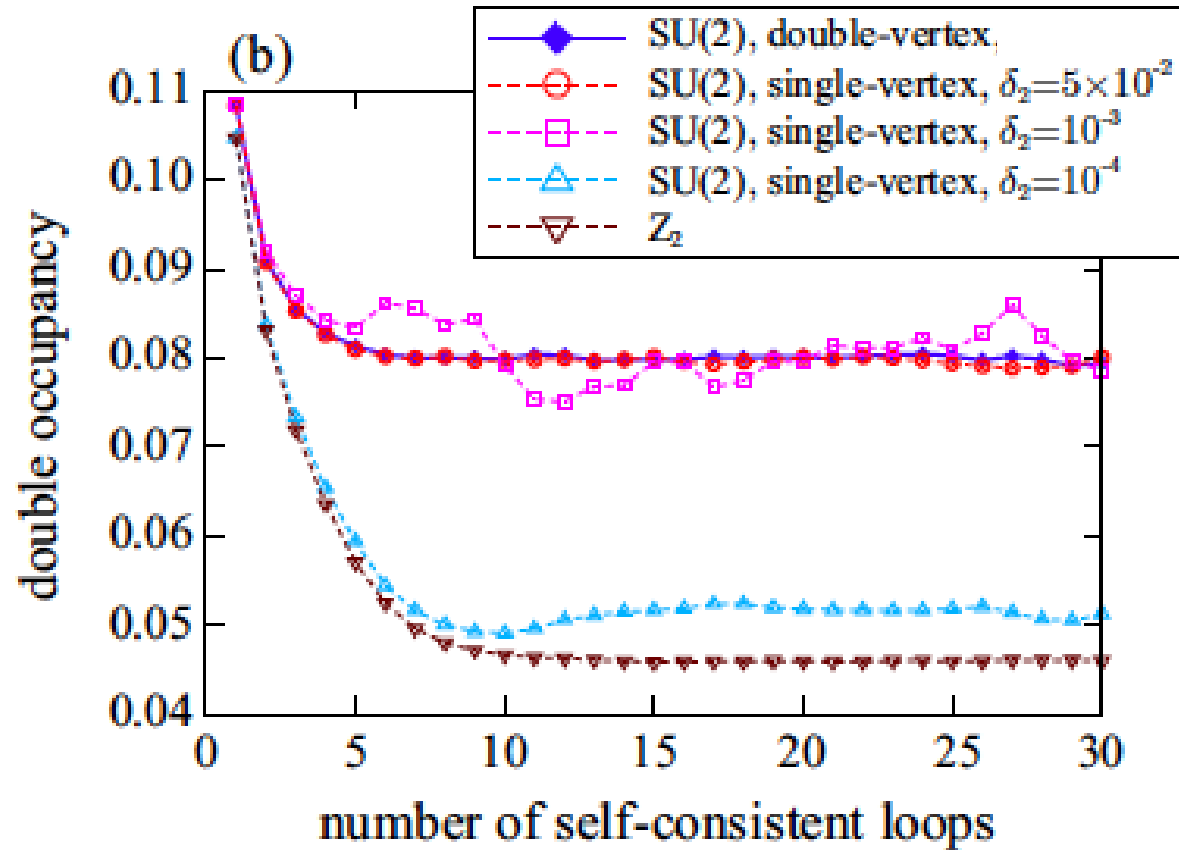 (b)
SU(2), double-vertex,
SU(2), single-vertex, δ₂=5×10⁻²
SU(2), single-vertex, δ₂=10⁻³
SU(2), single-vertex, δ₂=10⁻⁴
Z₂
double occupancy
0.11
0.10
0.09
0.08
0.07
0.06
0.05
0.04
0 5 10 15 20 25 30
number of self-consistent loops